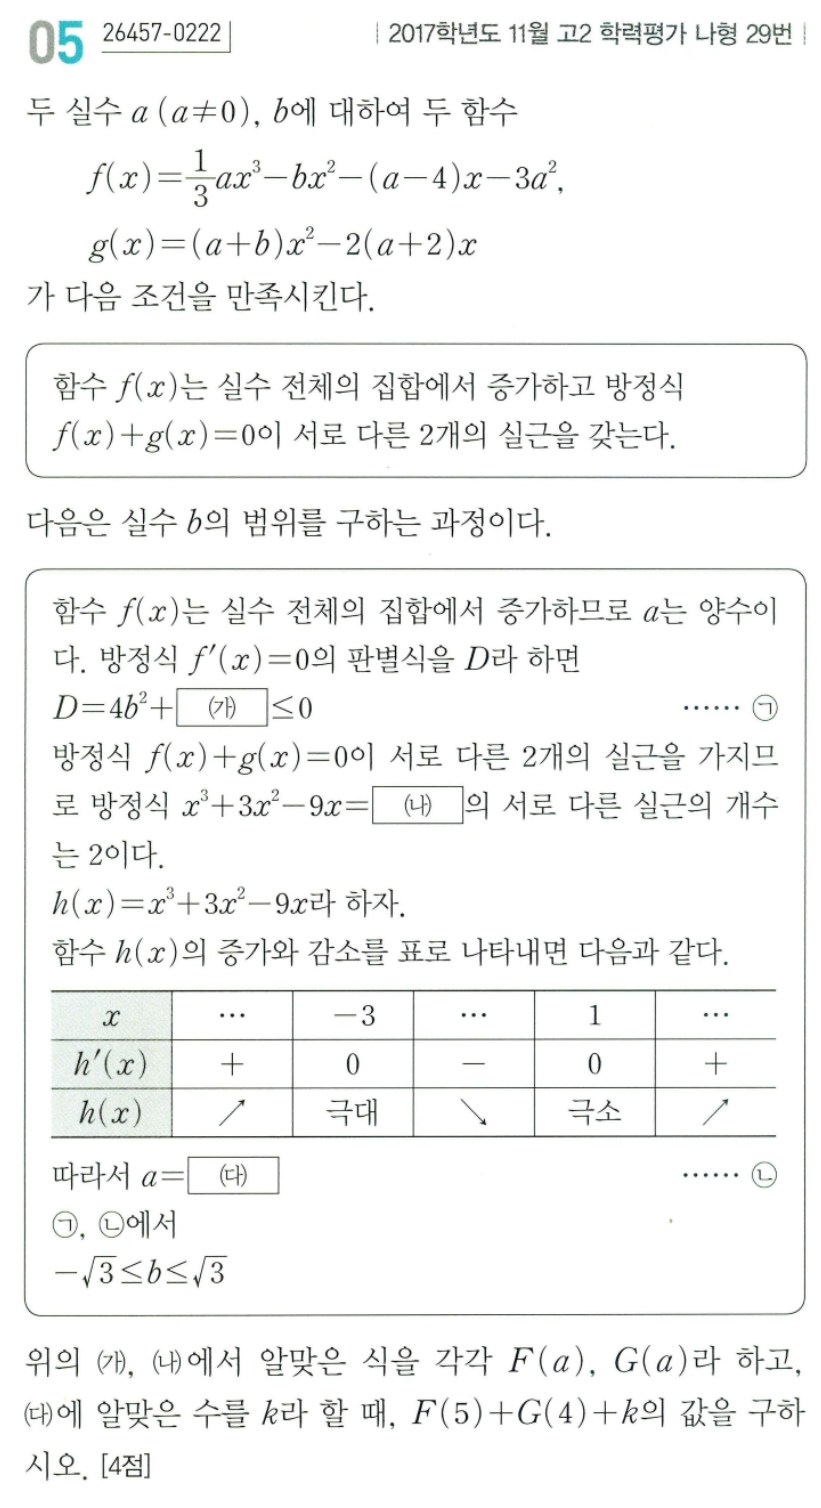 05 26457-0222 | 2017학년도 11월 고2 학력평가 나형 29번 |
두 실수 a (a≠0), b에 대하여 두 함수
f(x)=1/3ax³-bx²-(a-4)x-3a²,
g(x)=(a+b)x²-2(a+2)x
가 다음 조건을 만족시킨다.
함수 f(x)는 실수 전체의 집합에서 증가하고 방정식
f(x)+g(x)=0이 서로 다른 2개의 실근을 갖는다.
다음은 실수 b의 범위를 구하는 과정이다.
함수 f(x)는 실수 전체의 집합에서 증가하므로 a는 양수이
다. 방정식 f′(x)=0의 판별식을 D라 하면
D=4b²+ ㈎ ≤0 …… ㉠
방정식 f(x)+g(x)=0이 서로 다른 2개의 실근을 가지므
로 방정식 x³+3x²-9x= ㈏ 의 서로 다른 실근의 개수
는 2이다.
h(x)=x³+3x²-9x라 하자.
함수 h(x)의 증가와 감소를 표로 나타내면 다음과 같다.
x … -3 … 1 …
h′(x) + 0 - 0 +
h(x) ↗ 극대 ↘ 극소 ↗
따라서 a= ㈐ …… ㉡
㉠, ㉡에서
-√3≤b≤√3
위의 ㈎, ㈏에서 알맞은 식을 각각 F(a), G(a)라 하고,
㈐에 알맞은 수를 k라 할 때, F(5)+G(4)+k의 값을 구하
시오. [4점]